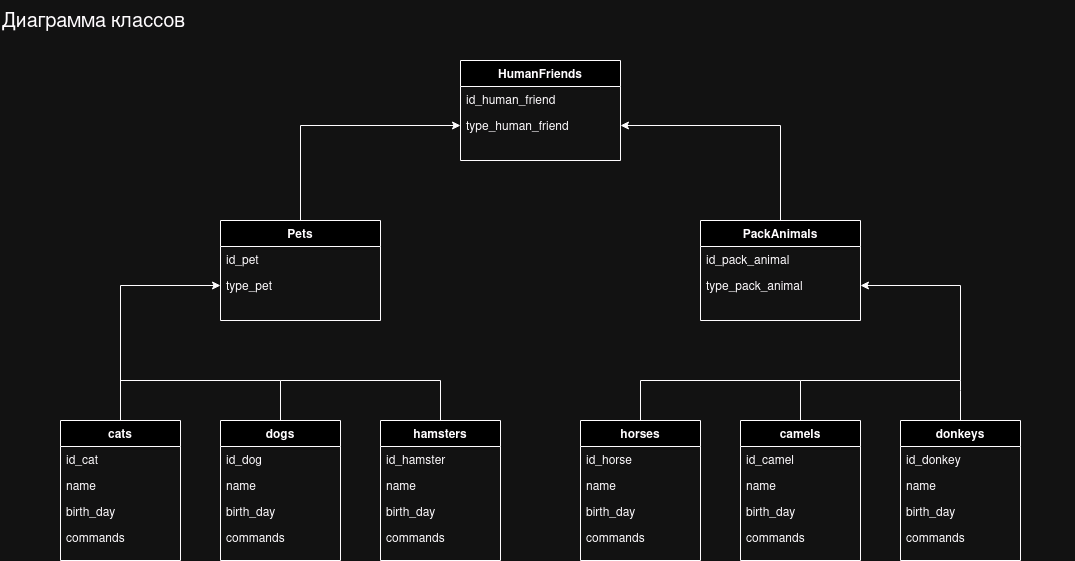 Диаграмма классов
HumanFriends
id_human_friend
type_human_friend
Pets
id_pet
type_pet
PackAnimals
id_pack_animal
type_pack_animal
cats
id_cat
name
birth_day
commands
dogs
id_dog
name
birth_day
commands
hamsters
id_hamster
name
birth_day
commands
horses
id_horse
name
birth_day
commands
camels
id_camel
name
birth_day
commands
donkeys
id_donkey
name
birth_day
commands